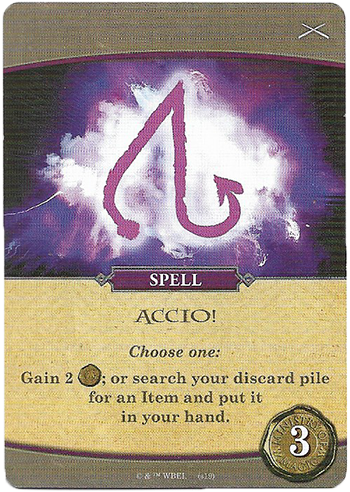 SPELL
ACCIO!
Choose one:
Gain 2 ; or search your discard pile
for an Item and put it
in your hand.
3
© & ™ WBEI. (s19)